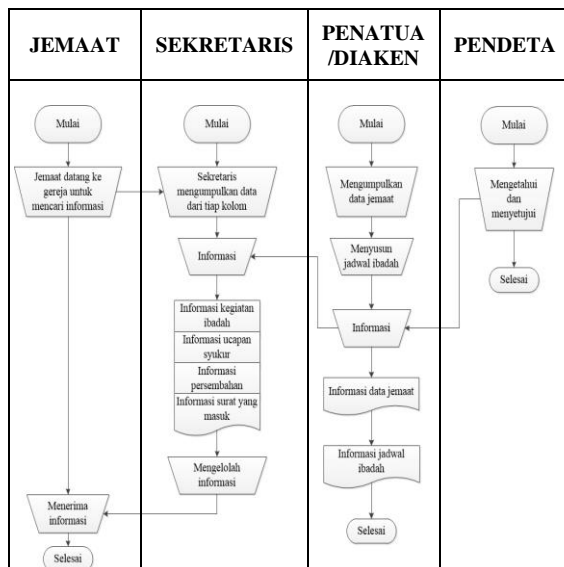 JEMAAT
SEKRETARIS
PENATUA
/DIAKEN
PENDETA
Mulai
Jemaat datang ke
gereja untuk
mencari informasi
Menerima
informasi
Selesai
Mulai
Sekretaris
mengumpulkan data
dari tiap kolom
Informasi
Informasi kegiatan
ibadah
Informasi ucapan
syukur
Informasi
persembahan
Informasi surat yang
masuk
Mengelolah
informasi
Mulai
Mengumpulkan
data jemaat
Menyusun
jadwal ibadah
Informasi
Informasi data jemaat
Informasi jadwal
ibadah
Selesai
Mulai
Mengetahui
dan
menyetujui
Selesai